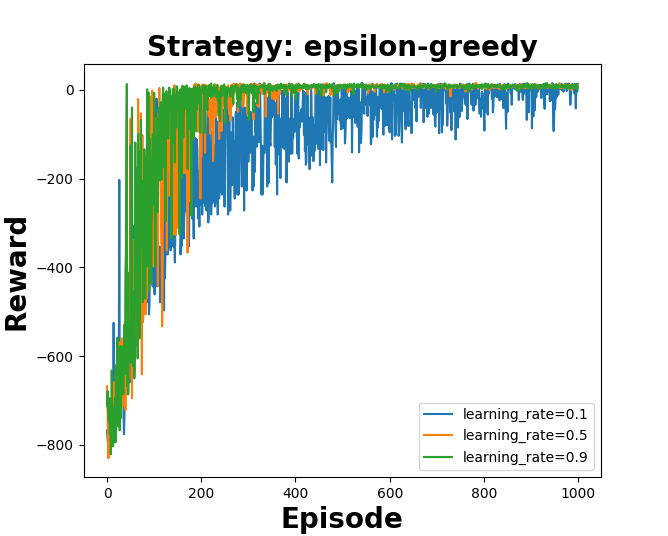 Strategy: epsilon-greedy
0
−200
−400
−600
−800
Reward
learning_rate=0.1
learning_rate=0.5
learning_rate=0.9
0 200 400 600 800 1000
Episode